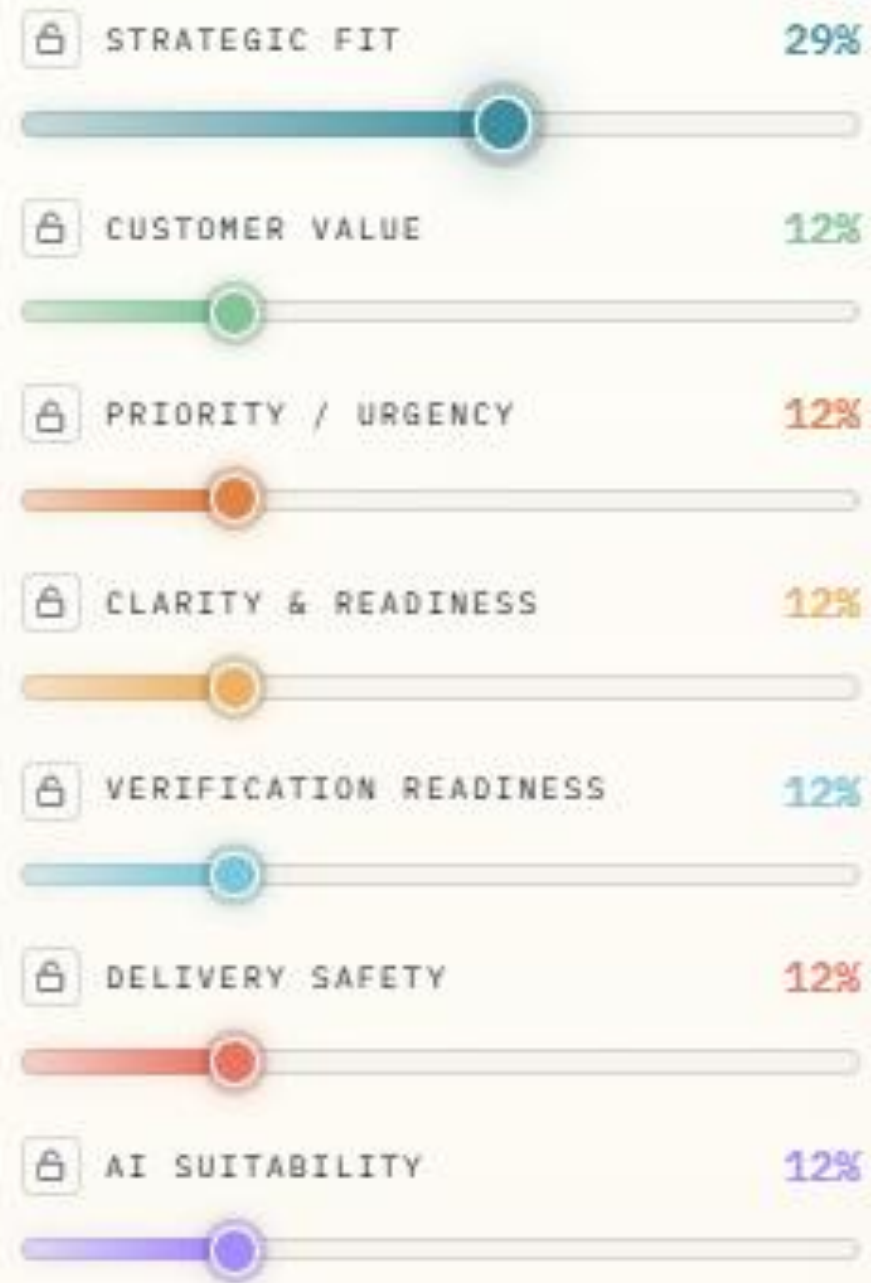 STRATEGIC FIT 29%
CUSTOMER VALUE 12%
PRIORITY / URGENCY 12%
CLARITY & READINESS 12%
VERIFICATION READINESS 12%
DELIVERY SAFETY 12%
AI SUITABILITY 12%